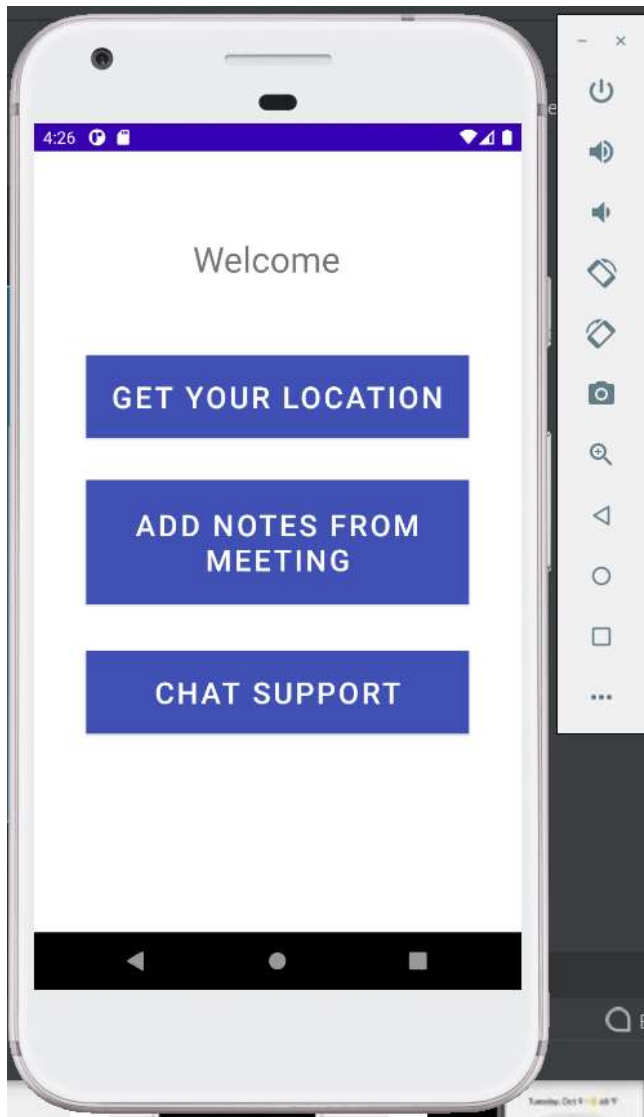 4:26
Welcome
GET YOUR LOCATION
ADD NOTES FROM
MEETING
CHAT SUPPORT